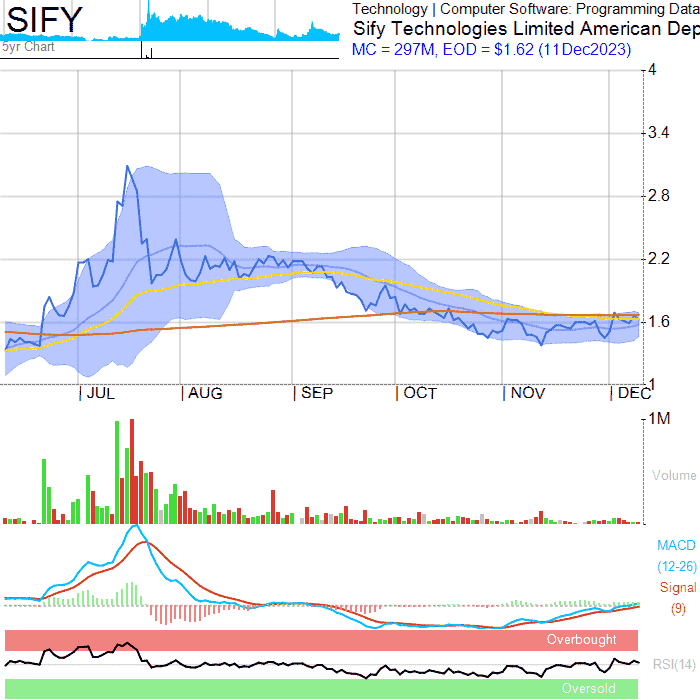 SIFY
5yr Chart
Technology | Computer Software: Programming Data
Sify Technologies Limited American Dep
MC = 297M, EOD = $1.62 (11Dec2023)
4
3.4
2.8
2.2
1.6
1
JUL AUG SEP OCT NOV DEC
1M
Volume
MACD
(12-26)
Signal
(9)
Overbought
RSI(14)
Oversold